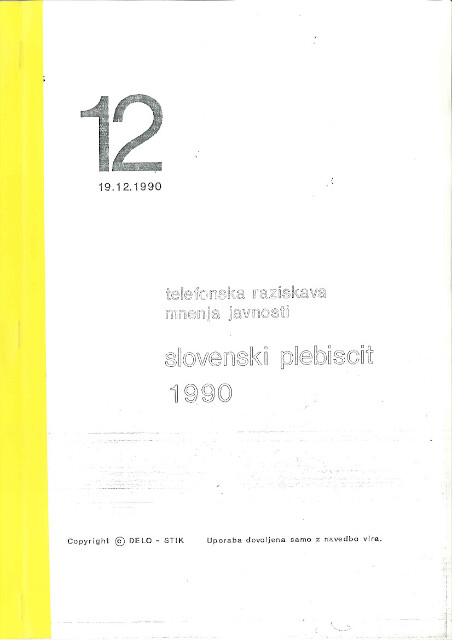 12
19.12.1990
telefonska raziskava
mnenja javnosti
slovenski plebiscit
1990
Copyright © DELO - STIK Uporaba dovoljena samo z navedbo vira.